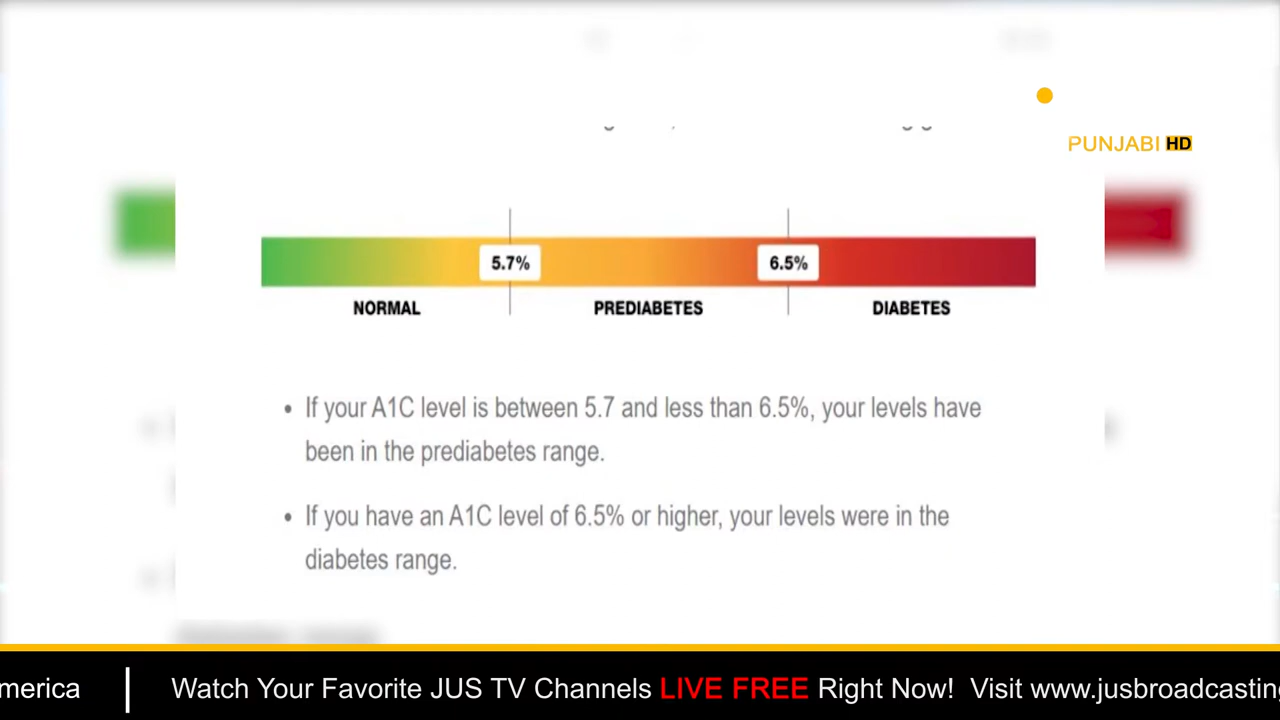 PUNJABI HD
5.7% 6.5%
NORMAL PREDIABETES DIABETES
• If your A1C level is between 5.7 and less than 6.5%, your levels have
been in the prediabetes range.
• If you have an A1C level of 6.5% or higher, your levels were in the
diabetes range.
merica | Watch Your Favorite JUS TV Channels LIVE FREE Right Now! Visit www.jusbroadcasting